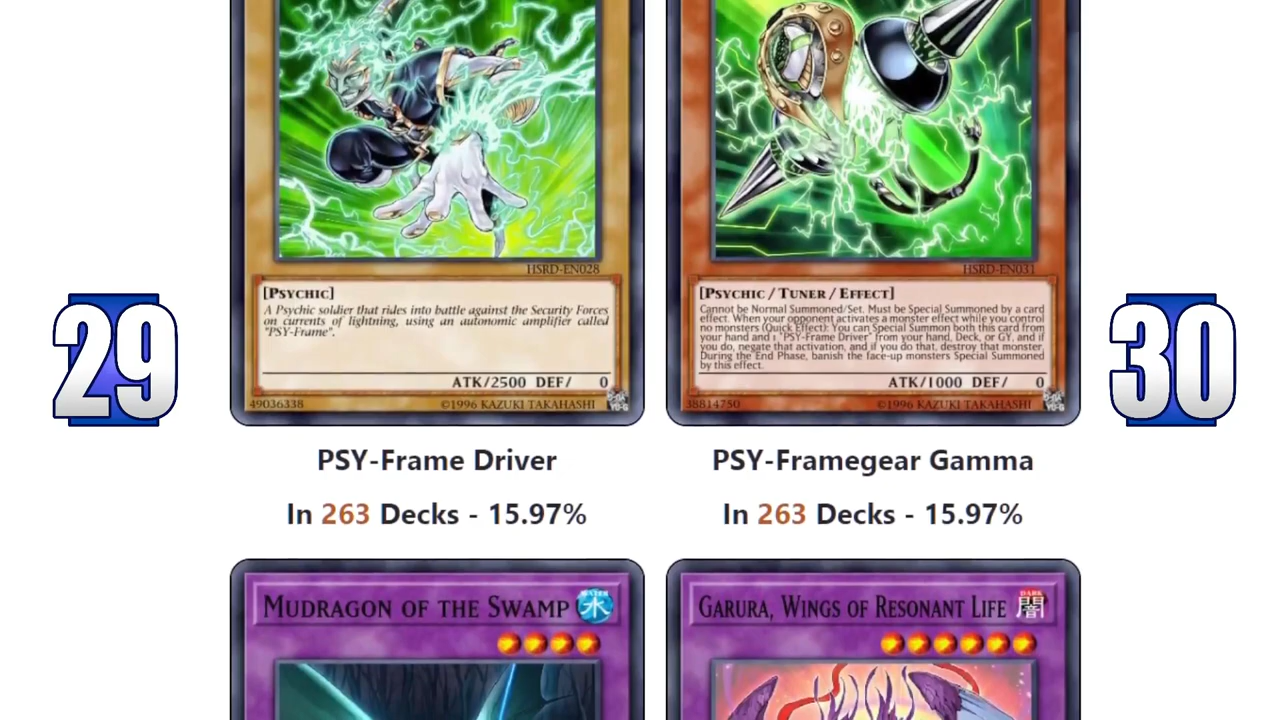 HSRD-EN028
[PSYCHIC]
A Psychic soldier that rides into battle against the Security Forces
on currents of lightning, using an autonomic amplifier called
"PSY-Frame".
ATK/2500 DEF/ 0
49036338
©1996 KAZUKI TAKAHASHI
HSRD-EN031
[PSYCHIC / TUNER / EFFECT]
Cannot be Normal Summoned/Set. Must be Special Summoned by a card
effect. When your opponent activates a monster effect while you control
no monsters (Quick Effect): You can Special Summon both this card from
your hand and 1 "PSY-Frame Driver" from your hand, Deck, or GY, and if
you do, negate that activation, and if you do that, destroy that monster.
During the End Phase, banish the face-up monsters Special Summoned
by this effect.
ATK/1000 DEF/ 0
38814750
©1996 KAZUKI TAKAHASHI
29
30
PSY-Frame Driver
PSY-Framegear Gamma
In 263 Decks - 15.97%
In 263 Decks - 15.97%
MUDRAGON OF THE SWAMP
WATER
水
GARURA, WINGS OF RESONANT LIFE
DARK
闇